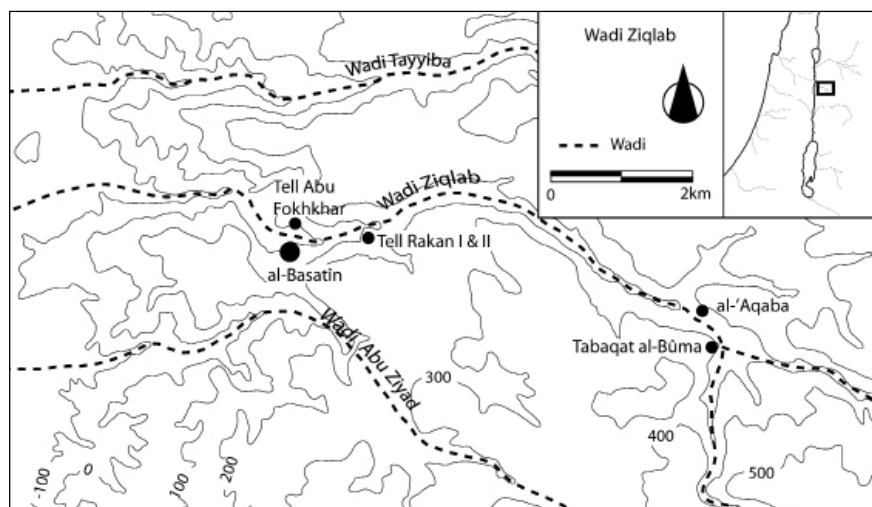 Wadi Ziqlab
Wadi
0
2km
Wadi Tayyiba
Wadi Ziqlab
Tell Abu
Fokhkhar
Tell Rakan I & II
al-Basatîn
al-'Aqaba
Tabaqat al-Bûma
Wadi Abu Ziyad
300
400
500
-100
0
100
200